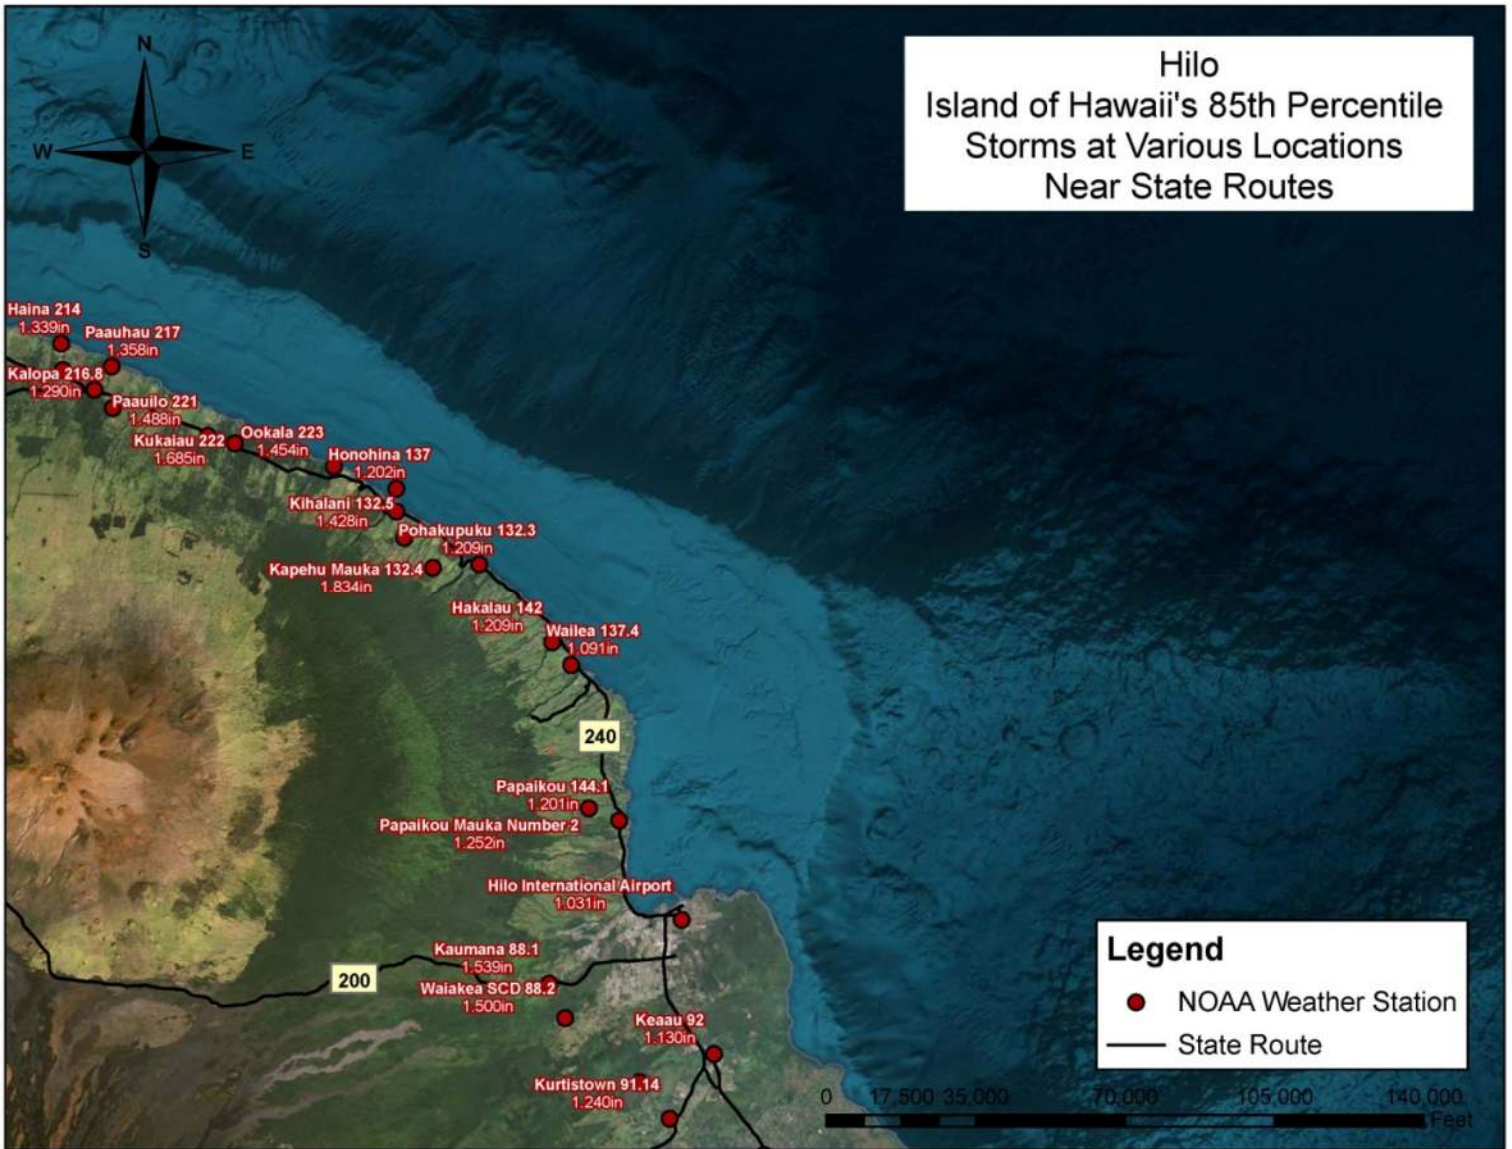 Hilo
Island of Hawaii's 85th Percentile
Storms at Various Locations
Near State Routes
N
W
E
S
Haina 214
1.339in
Paauhau 217
1.358in
Kalopa 216.8
1.290in
Paauilo 221
1.488in
Kukaiau 222
1.685in
Ookala 223
1.454in
Honohina 137
1.202in
Kihalani 132.5
1.428in
Pohakupuku 132.3
1.209in
Kapehu Mauka 132.4
1.834in
Hakalau 142
1.209in
Wailea 137.4
1.091in
240
Papaikou 144.1
1.201in
Papaikou Mauka Number 2
1.252in
Hilo International Airport
1.031in
Kaumana 88.1
1.539in
200
Waiakea SCD 88.2
1.500in
Keaau 92
1.130in
Kurtistown 91.14
1.240in
Legend
NOAA Weather Station
State Route
0 17,500 35,000 70,000 105,000 140,000
Feet